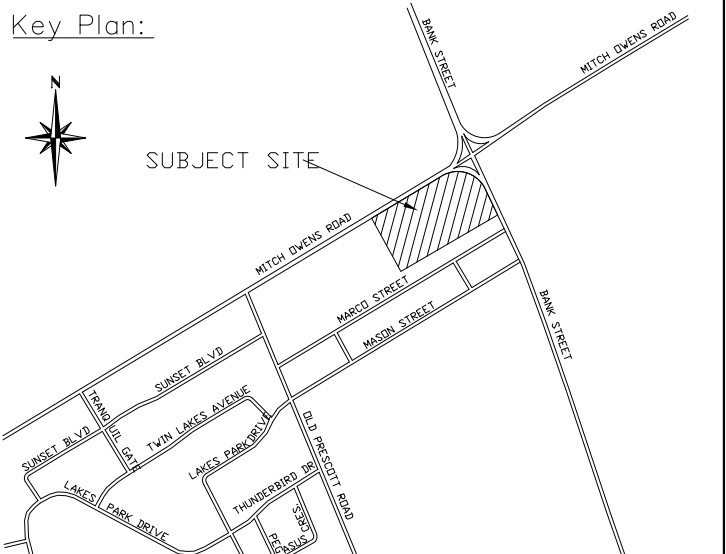 Key Plan:
BANK STREET
MITCH OWENS ROAD
N
SUBJECT SITE
MITCH OWENS ROAD
MARCO STREET
MASON STREET
BANK STREET
SUNSET BLVD
TRANQUIL GATE
TWIN LAKES AVENUE
SUNSET BLVD
LAKES PARK DRIVE
OLD PRESCOTT ROAD
THUNDERBIRD DR
LAKES PARK DRIVE
PEGASUS CRES.